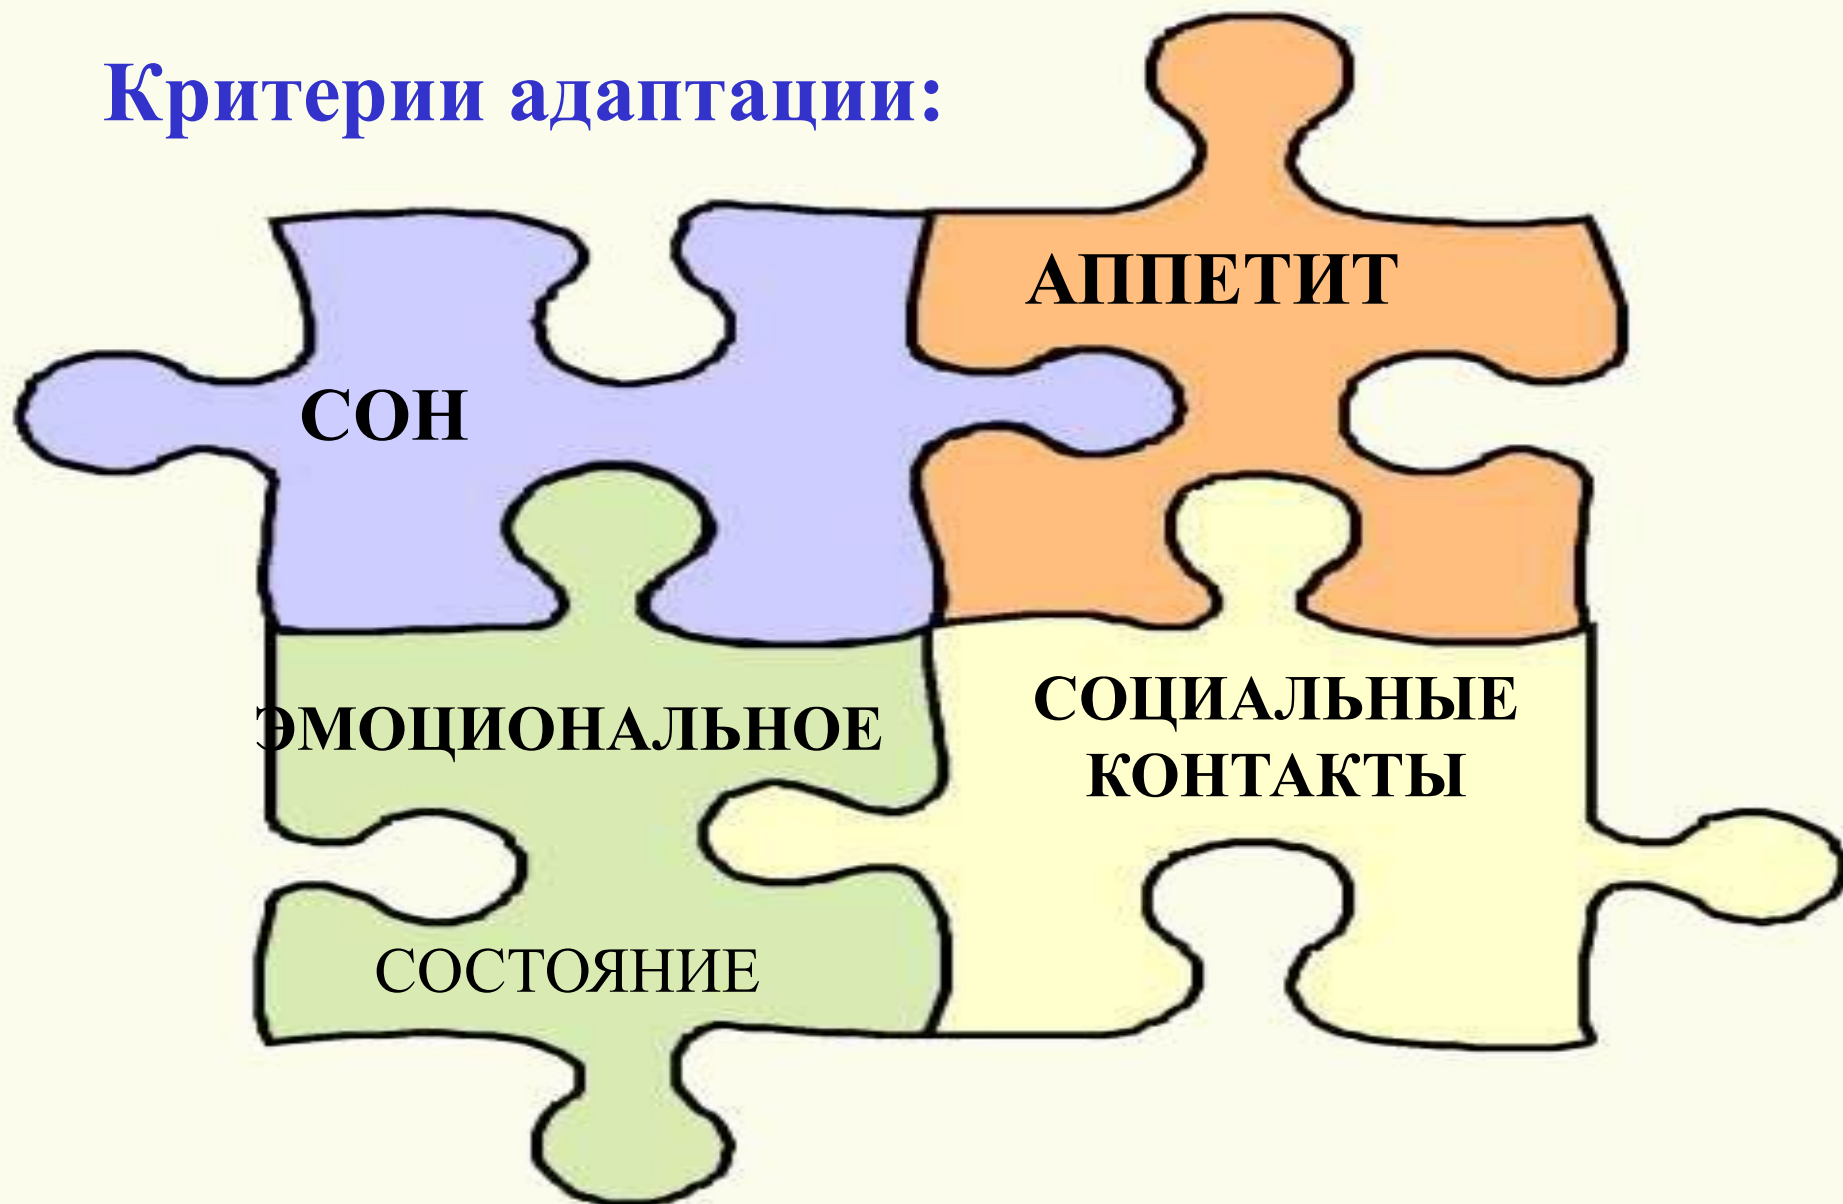 Критерии адаптации:
АППЕТИТ
СОН
ЭМОЦИОНАЛЬНОЕ
СОСТОЯНИЕ
СОЦИАЛЬНЫЕ
КОНТАКТЫ